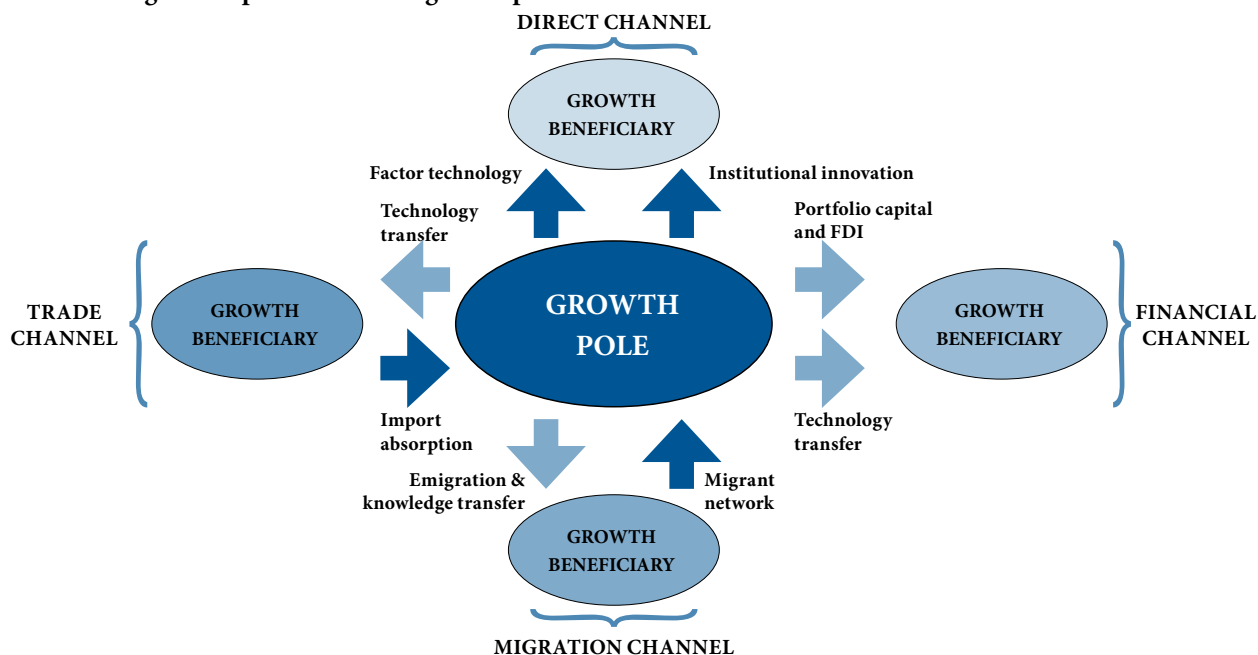 DIRECT CHANNEL
GROWTH
BENEFICIARY
Factor technology
Institutional innovation
Technology
transfer
Portfolio capital
and FDI
TRADE
CHANNEL
GROWTH
BENEFICIARY
GROWTH
POLE
GROWTH
BENEFICIARY
FINANCIAL
CHANNEL
Import
absorption
Technology
transfer
Emigration &
knowledge transfer
Migrant
network
GROWTH
BENEFICIARY
MIGRATION CHANNEL